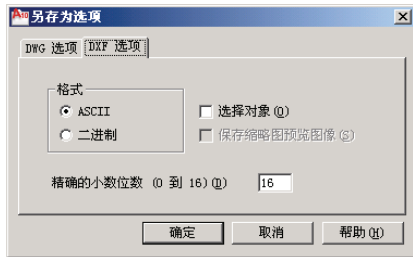 另存为选项
DWG 选项 DXF 选项
格式
ASCII
选择对象(O)
二进制
保存缩略图预览图像(S)
精确的小数位数 (0 到 16)(D) 16
确定 取消 帮助(H)